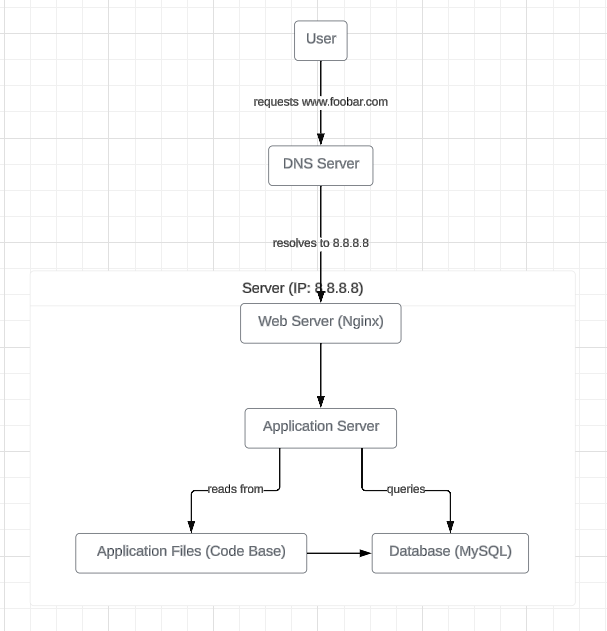 User
requests www.foobar.com
DNS Server
resolves to 8.8.8.8
Server (IP: 8.8.8.8)
Web Server (Nginx)
Application Server
reads from
queries
Application Files (Code Base)
Database (MySQL)